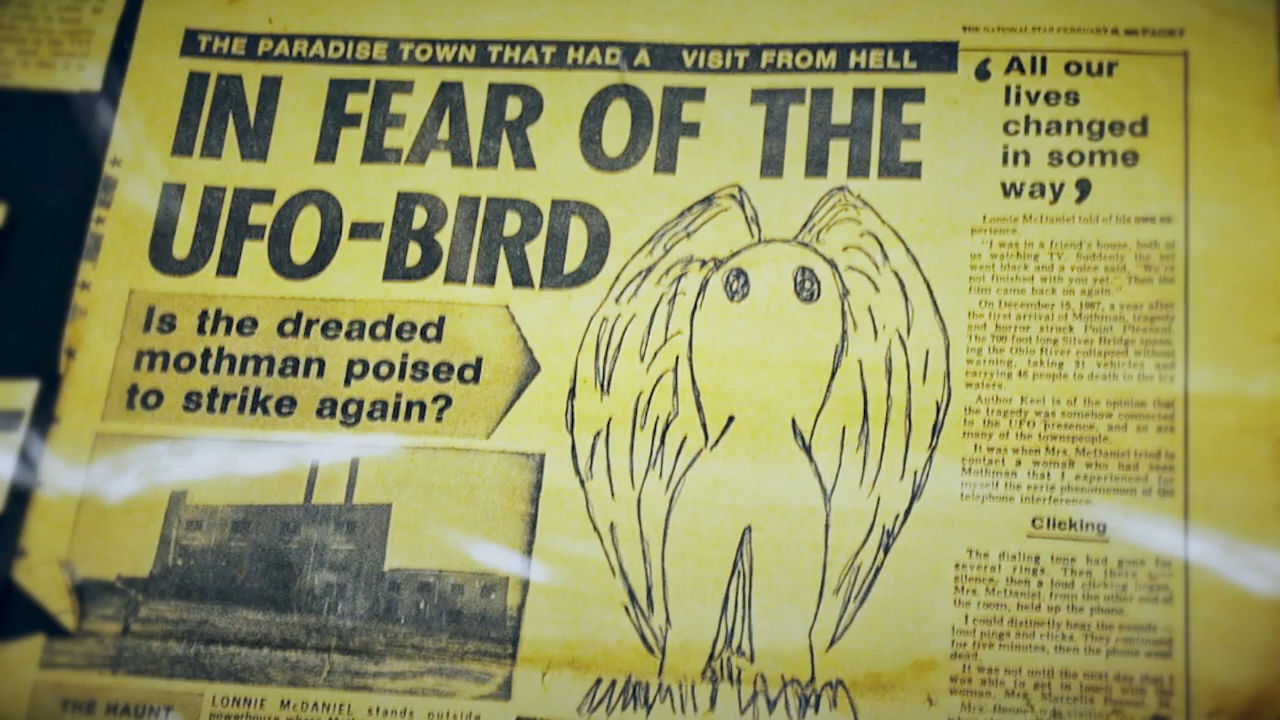 THE NATIONAL STAR FEBRUARY
THE PARADISE TOWN THAT HAD A VISIT FROM HELL
IN FEAR OF THE
UFO-BIRD
Is the dreaded
mothman poised
to strike again?
THE HAUNT
LONNIE McDANIEL stands outside
powerhouse where
‘ All our
lives
changed
in some
way ’
Lonnie McDaniel told of his own ex-
perience.
"I was in a friend's house, both of
us watching TV. Suddenly the set
went black and a voice said, "We're
not finished with you yet." Then the
film came back on again."
On December 15, 1967, a year after
the first arrival of Mothman, tragedy
and horror struck Point Pleasant.
The 700 foot long Silver Bridge spann-
ing the Ohio River collapsed without
warning, taking 31 vehicles and
carrying 46 people to death in the icy
waters.
Author Keel is of the opinion that
the tragedy was somehow connected
to the UFO presence, and so are
many of the townspeople.
It was when Mrs. McDaniel tried to
contact a woman who had seen
Mothman that I experienced for
myself the eerie phenomenum of the
telephone interference.
Clicking
The dialing tone had gone for
several rings. Then there
silence, then a loud clicking began.
Mrs. McDaniel, from the other end of
the room, held up the phone.
I could distinctly hear the sounds —
loud pings and clicks. They continued
for five minutes, then the phone went
dead.
It was not until the next day that I
was able to get in touch with the
woman, Mrs. Marcella